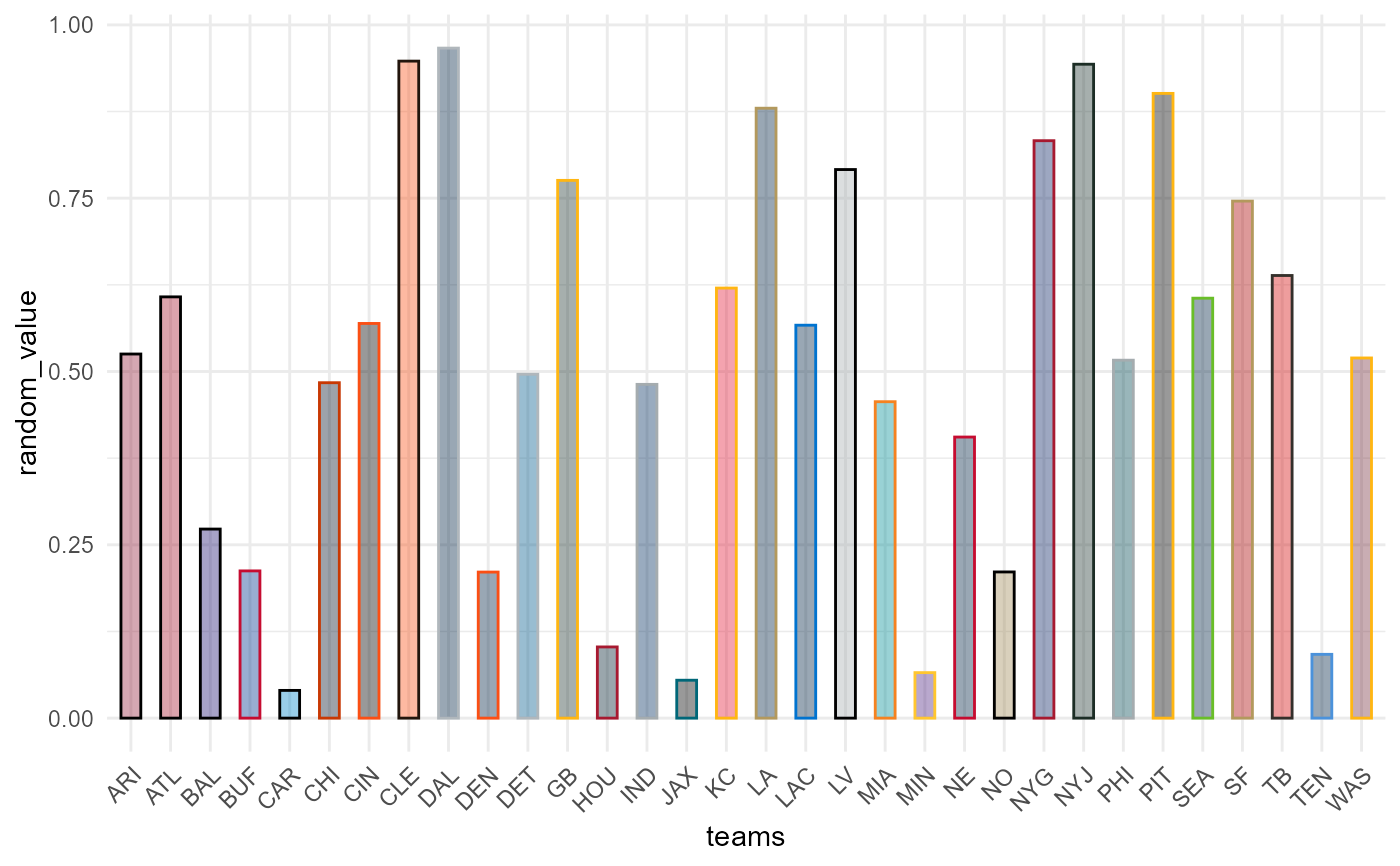 1.00
0.75
0.50
0.25
0.00
random_value
ARI ATL BAL BUF CAR CHI CIN CLE DAL DEN DET GB HOU IND JAX KC LA LAC LV MIA MIN NE NO NYG NYJ PHI PIT SEA SF TB TEN WAS
teams